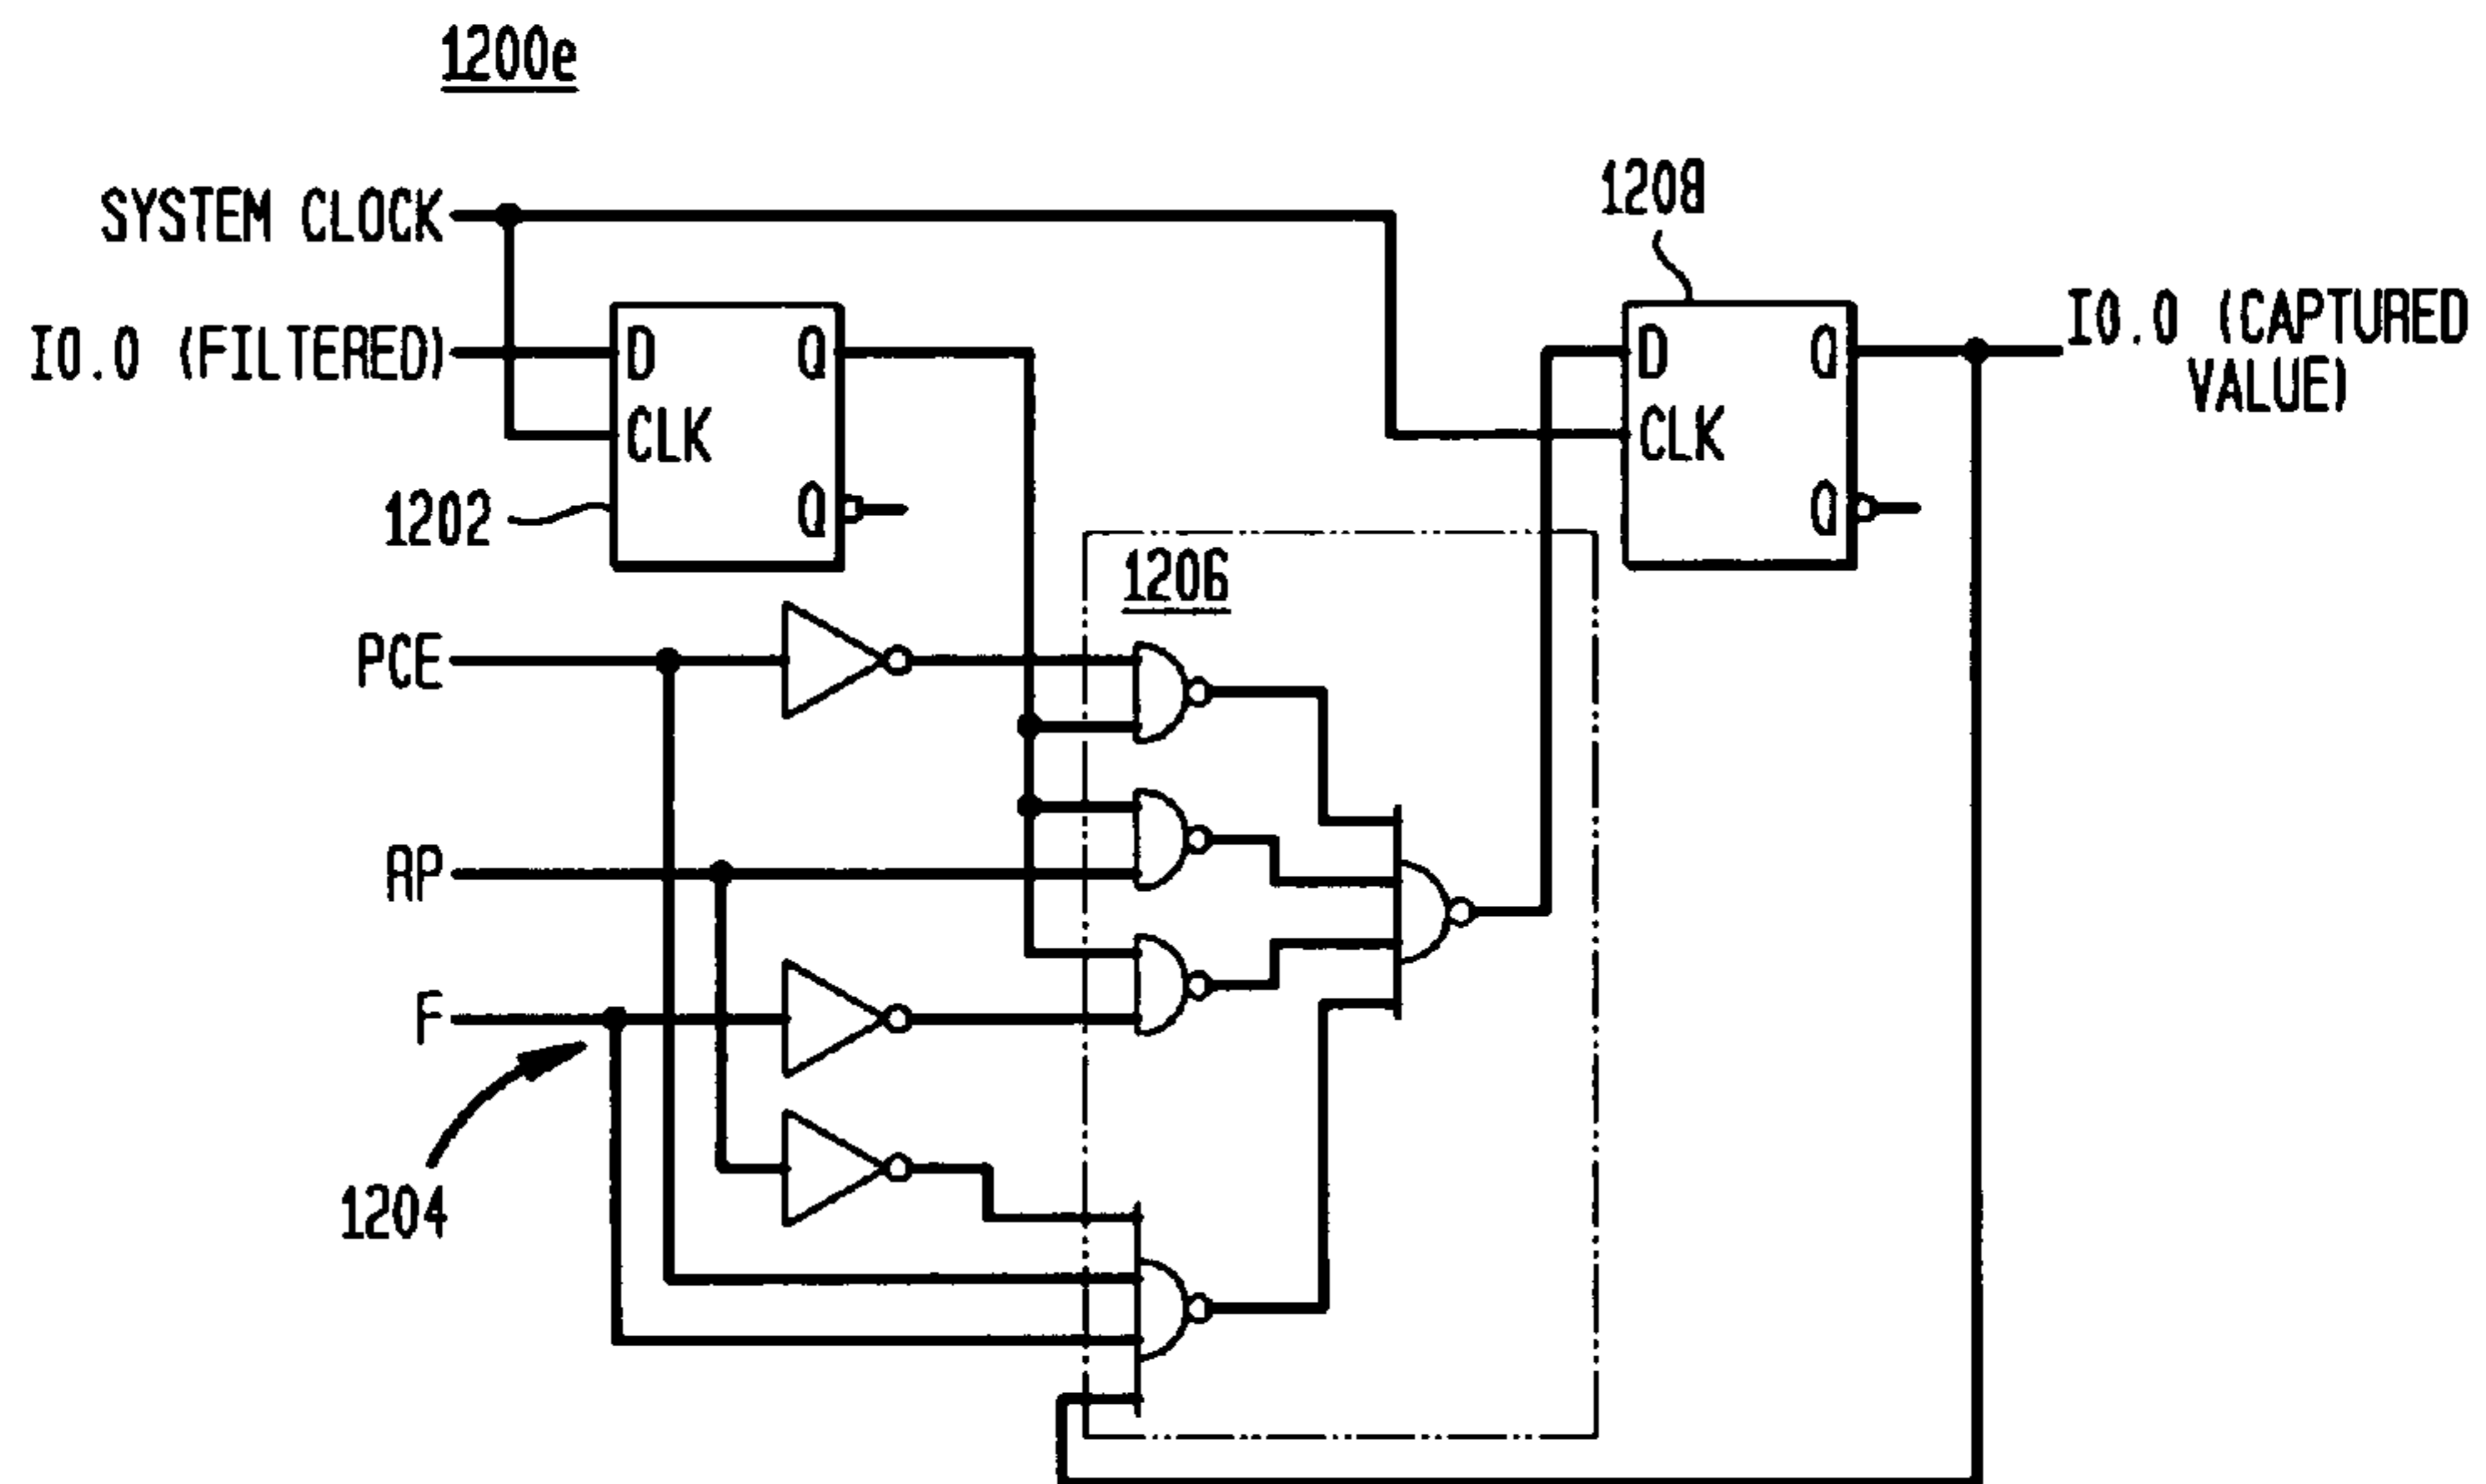 1200e
SYSTEM CLOCK
1208
I0.0 (FILTERED)
D
Q
CLK
Q
1202
D
Q
CLK
Q
I0.0 (CAPTURED
VALUE)
1206
PCE
RP
F
1204